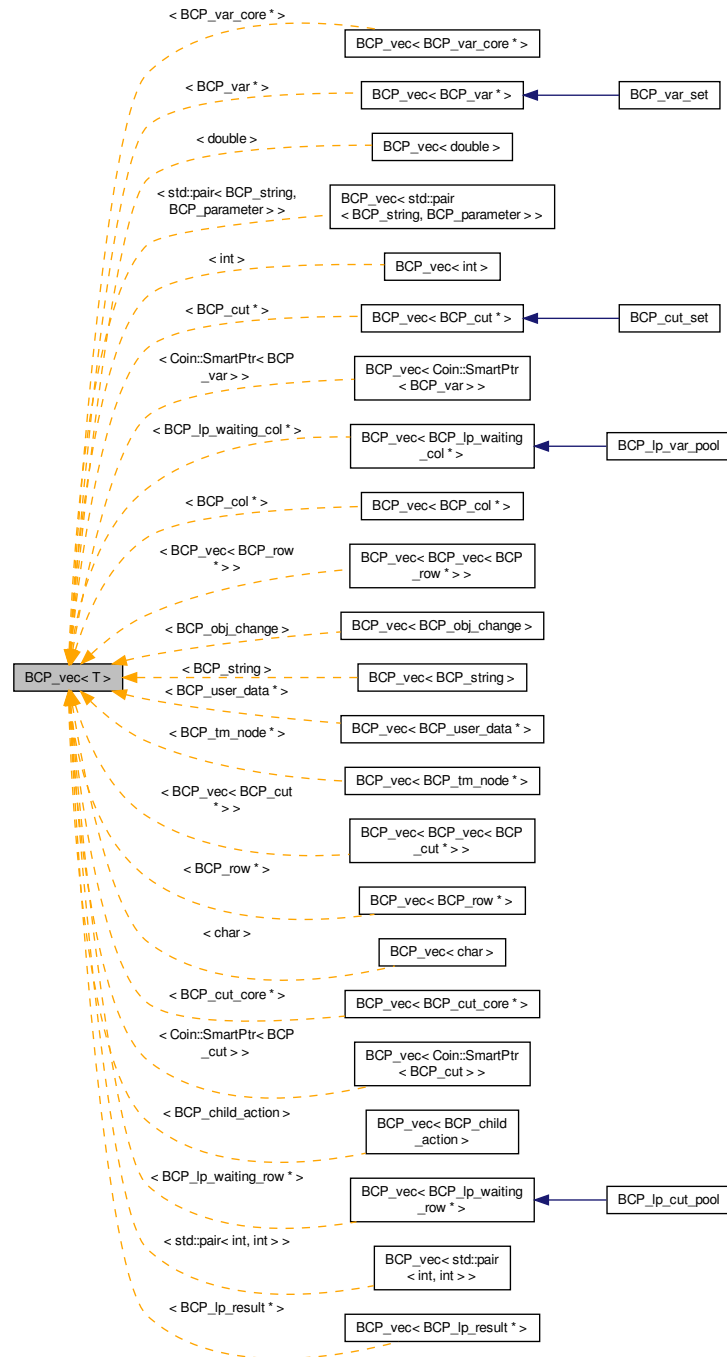 < BCP_var_core * >
BCP_vec< BCP_var_core * >
< BCP_var * >
BCP_vec< BCP_var * >
BCP_var_set
< double >
BCP_vec< double >
< std::pair< BCP_string,
BCP_parameter > >
BCP_vec< std::pair
< BCP_string, BCP_parameter > >
< int >
BCP_vec< int >
< BCP_cut * >
BCP_vec< BCP_cut * >
BCP_cut_set
< Coin::SmartPtr< BCP
_var > >
BCP_vec< Coin::SmartPtr
< BCP_var > >
< BCP_lp_waiting_col * >
BCP_vec< BCP_lp_waiting
_col * >
BCP_lp_var_pool
< BCP_col * >
BCP_vec< BCP_col * >
< BCP_vec< BCP_row
* > >
BCP_vec< BCP_vec< BCP
_row * > >
< BCP_obj_change >
BCP_vec< BCP_obj_change >
BCP_vec< T >
< BCP_string >
BCP_vec< BCP_string >
< BCP_user_data * >
BCP_vec< BCP_user_data * >
< BCP_tm_node * >
BCP_vec< BCP_tm_node * >
< BCP_vec< BCP_cut
* > >
BCP_vec< BCP_vec< BCP
_cut * > >
< BCP_row * >
BCP_vec< BCP_row * >
< char >
BCP_vec< char >
< BCP_cut_core * >
BCP_vec< BCP_cut_core * >
< Coin::SmartPtr< BCP
_cut > >
BCP_vec< Coin::SmartPtr
< BCP_cut > >
< BCP_child_action >
BCP_vec< BCP_child
_action >
< BCP_lp_waiting_row * >
BCP_vec< BCP_lp_waiting
_row * >
BCP_lp_cut_pool
< std::pair< int, int > >
BCP_vec< std::pair
< int, int > >
< BCP_lp_result * >
BCP_vec< BCP_lp_result * >